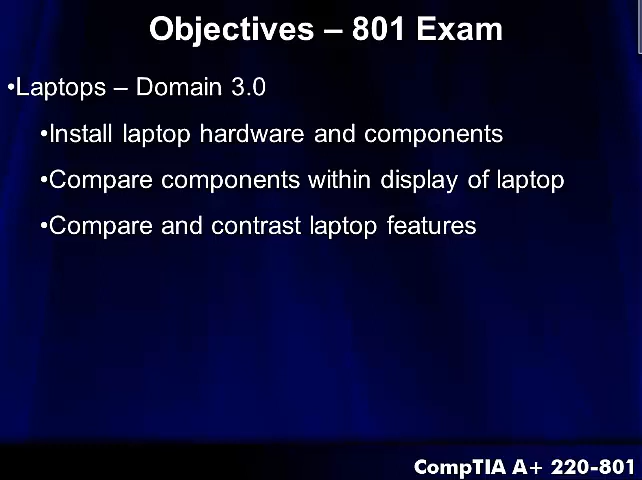 Objectives – 801 Exam
•Laptops – Domain 3.0
•Install laptop hardware and components
•Compare components within display of laptop
•Compare and contrast laptop features
CompTIA A+ 220-801